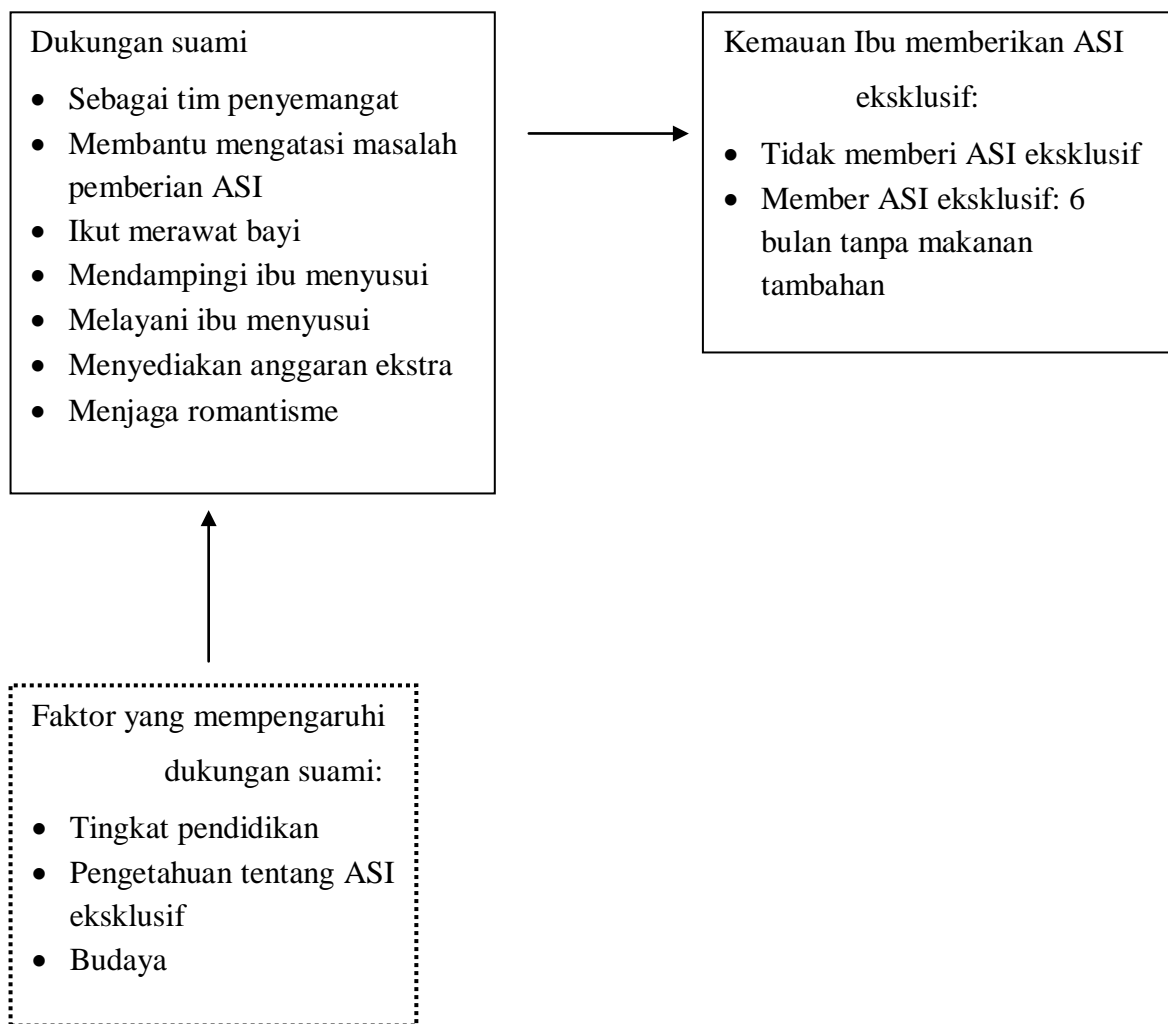 Dukungan suami
• Sebagai tim penyemangat
• Membantu mengatasi masalah
pemberian ASI
• Ikut merawat bayi
• Mendampingi ibu menyusui
• Melayani ibu menyusui
• Menyediakan anggaran ekstra
• Menjaga romantisme
Kemauan Ibu memberikan ASI
eksklusif:
• Tidak memberi ASI eksklusif
• Member ASI eksklusif: 6
bulan tanpa makanan
tambahan
Faktor yang mempengaruhi
dukungan suami:
• Tingkat pendidikan
• Pengetahuan tentang ASI
eksklusif
• Budaya